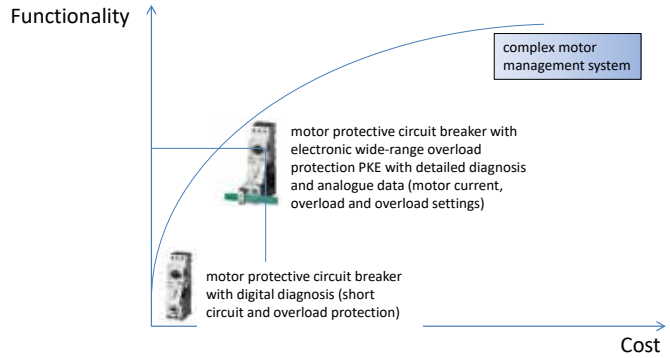 Functionality
complex motor
management system
motor protective circuit breaker with
electronic wide-range overload
protection PKE with detailed diagnosis
and analogue data (motor current,
overload and overload settings)
motor protective circuit breaker
with digital diagnosis (short
circuit and overload protection)
Cost